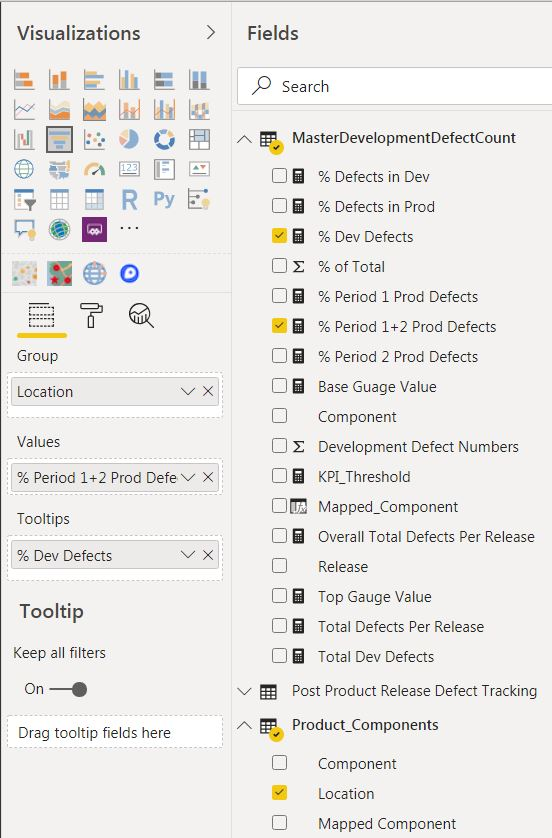 Visualizations
Fields
Search
123
R
Py
...
Group
Location
Values
% Period 1+2 Prod Defe
Tooltips
% Dev Defects
Tooltip
Keep all filters
On
Drag tooltip fields here
MasterDevelopmentDefectCount
% Defects in Dev
% Defects in Prod
% Dev Defects
Σ % of Total
% Period 1 Prod Defects
% Period 1+2 Prod Defects
% Period 2 Prod Defects
Base Guage Value
Component
Σ Development Defect Numbers
KPI_Threshold
Mapped_Component
Overall Total Defects Per Release
Release
Top Gauge Value
Total Defects Per Release
Total Dev Defects
Post Product Release Defect Tracking
Product_Components
Component
Location
Mapped Component